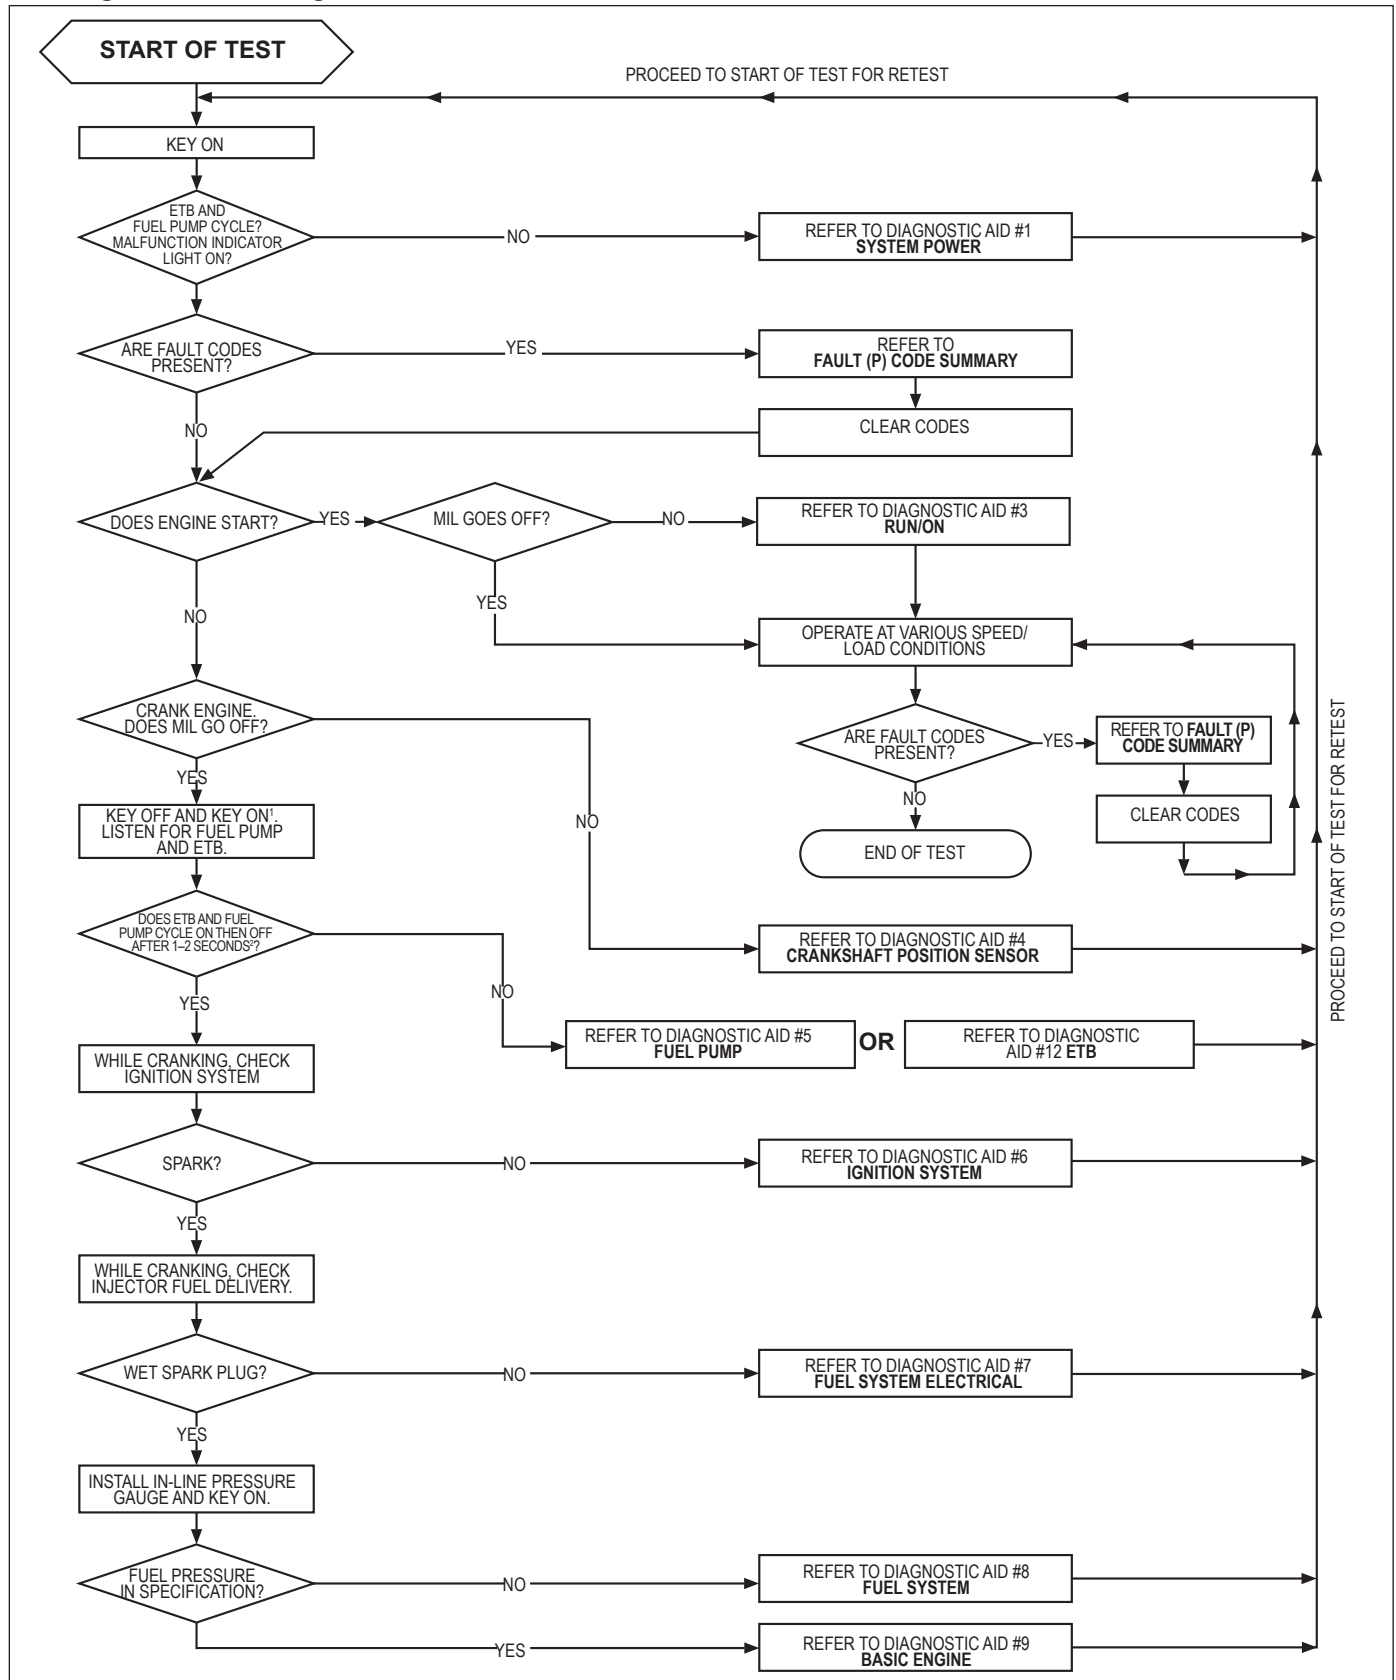 START OF TEST
PROCEED TO START OF TEST FOR RETEST
KEY ON
ETB AND
FUEL PUMP CYCLE?
MALFUNCTION INDICATOR
LIGHT ON?
NO
REFER TO DIAGNOSTIC AID #1
SYSTEM POWER
ARE FAULT CODES
PRESENT?
YES
REFER TO
FAULT (P) CODE SUMMARY
CLEAR CODES
NO
DOES ENGINE START?
YES
MIL GOES OFF?
NO
REFER TO DIAGNOSTIC AID #3
RUN/ON
YES
NO
OPERATE AT VARIOUS SPEED/
LOAD CONDITIONS
CRANK ENGINE.
DOES MIL GO OFF?
ARE FAULT CODES
PRESENT?
YES
REFER TO FAULT (P)
CODE SUMMARY
CLEAR CODES
NO
END OF TEST
YES
NO
KEY OFF AND KEY ON¹.
LISTEN FOR FUEL PUMP
AND ETB.
DOES ETB AND FUEL
PUMP CYCLE ON THEN OFF
AFTER 1–2 SECONDS²?
REFER TO DIAGNOSTIC AID #4
CRANKSHAFT POSITION SENSOR
PROCEED TO START OF TEST FOR RETEST
NO
YES
REFER TO DIAGNOSTIC AID #5
FUEL PUMP
OR
REFER TO DIAGNOSTIC
AID #12 ETB
WHILE CRANKING, CHECK
IGNITION SYSTEM
SPARK?
NO
REFER TO DIAGNOSTIC AID #6
IGNITION SYSTEM
YES
WHILE CRANKING, CHECK
INJECTOR FUEL DELIVERY.
WET SPARK PLUG?
NO
REFER TO DIAGNOSTIC AID #7
FUEL SYSTEM ELECTRICAL
YES
INSTALL IN-LINE PRESSURE
GAUGE AND KEY ON.
FUEL PRESSURE
IN SPECIFICATION?
NO
REFER TO DIAGNOSTIC AID #8
FUEL SYSTEM
YES
REFER TO DIAGNOSTIC AID #9
BASIC ENGINE